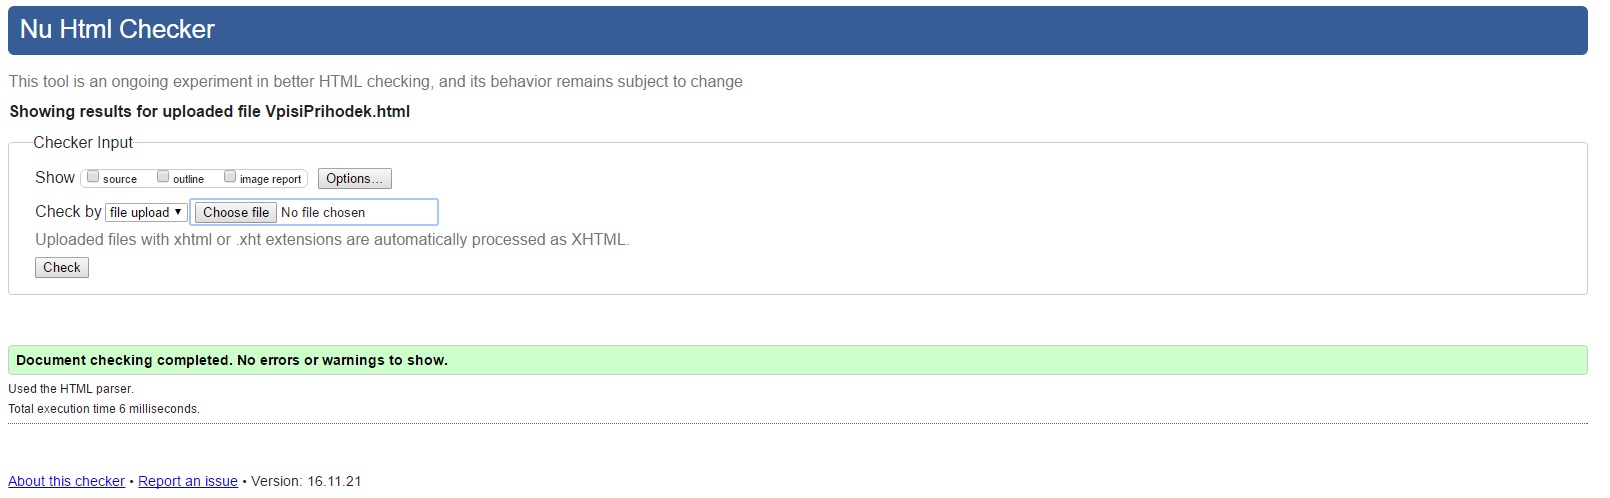 Nu Html Checker
This tool is an ongoing experiment in better HTML checking, and its behavior remains subject to change
Showing results for uploaded file VpisiPrihodek.html
Checker Input
Show source outline image report Options...
Check by file upload Choose file No file chosen
Uploaded files with xhtml or .xht extensions are automatically processed as XHTML.
Check
Document checking completed. No errors or warnings to show.
Used the HTML parser.
Total execution time 6 milliseconds.
About this checker • Report an issue • Version: 16.11.21